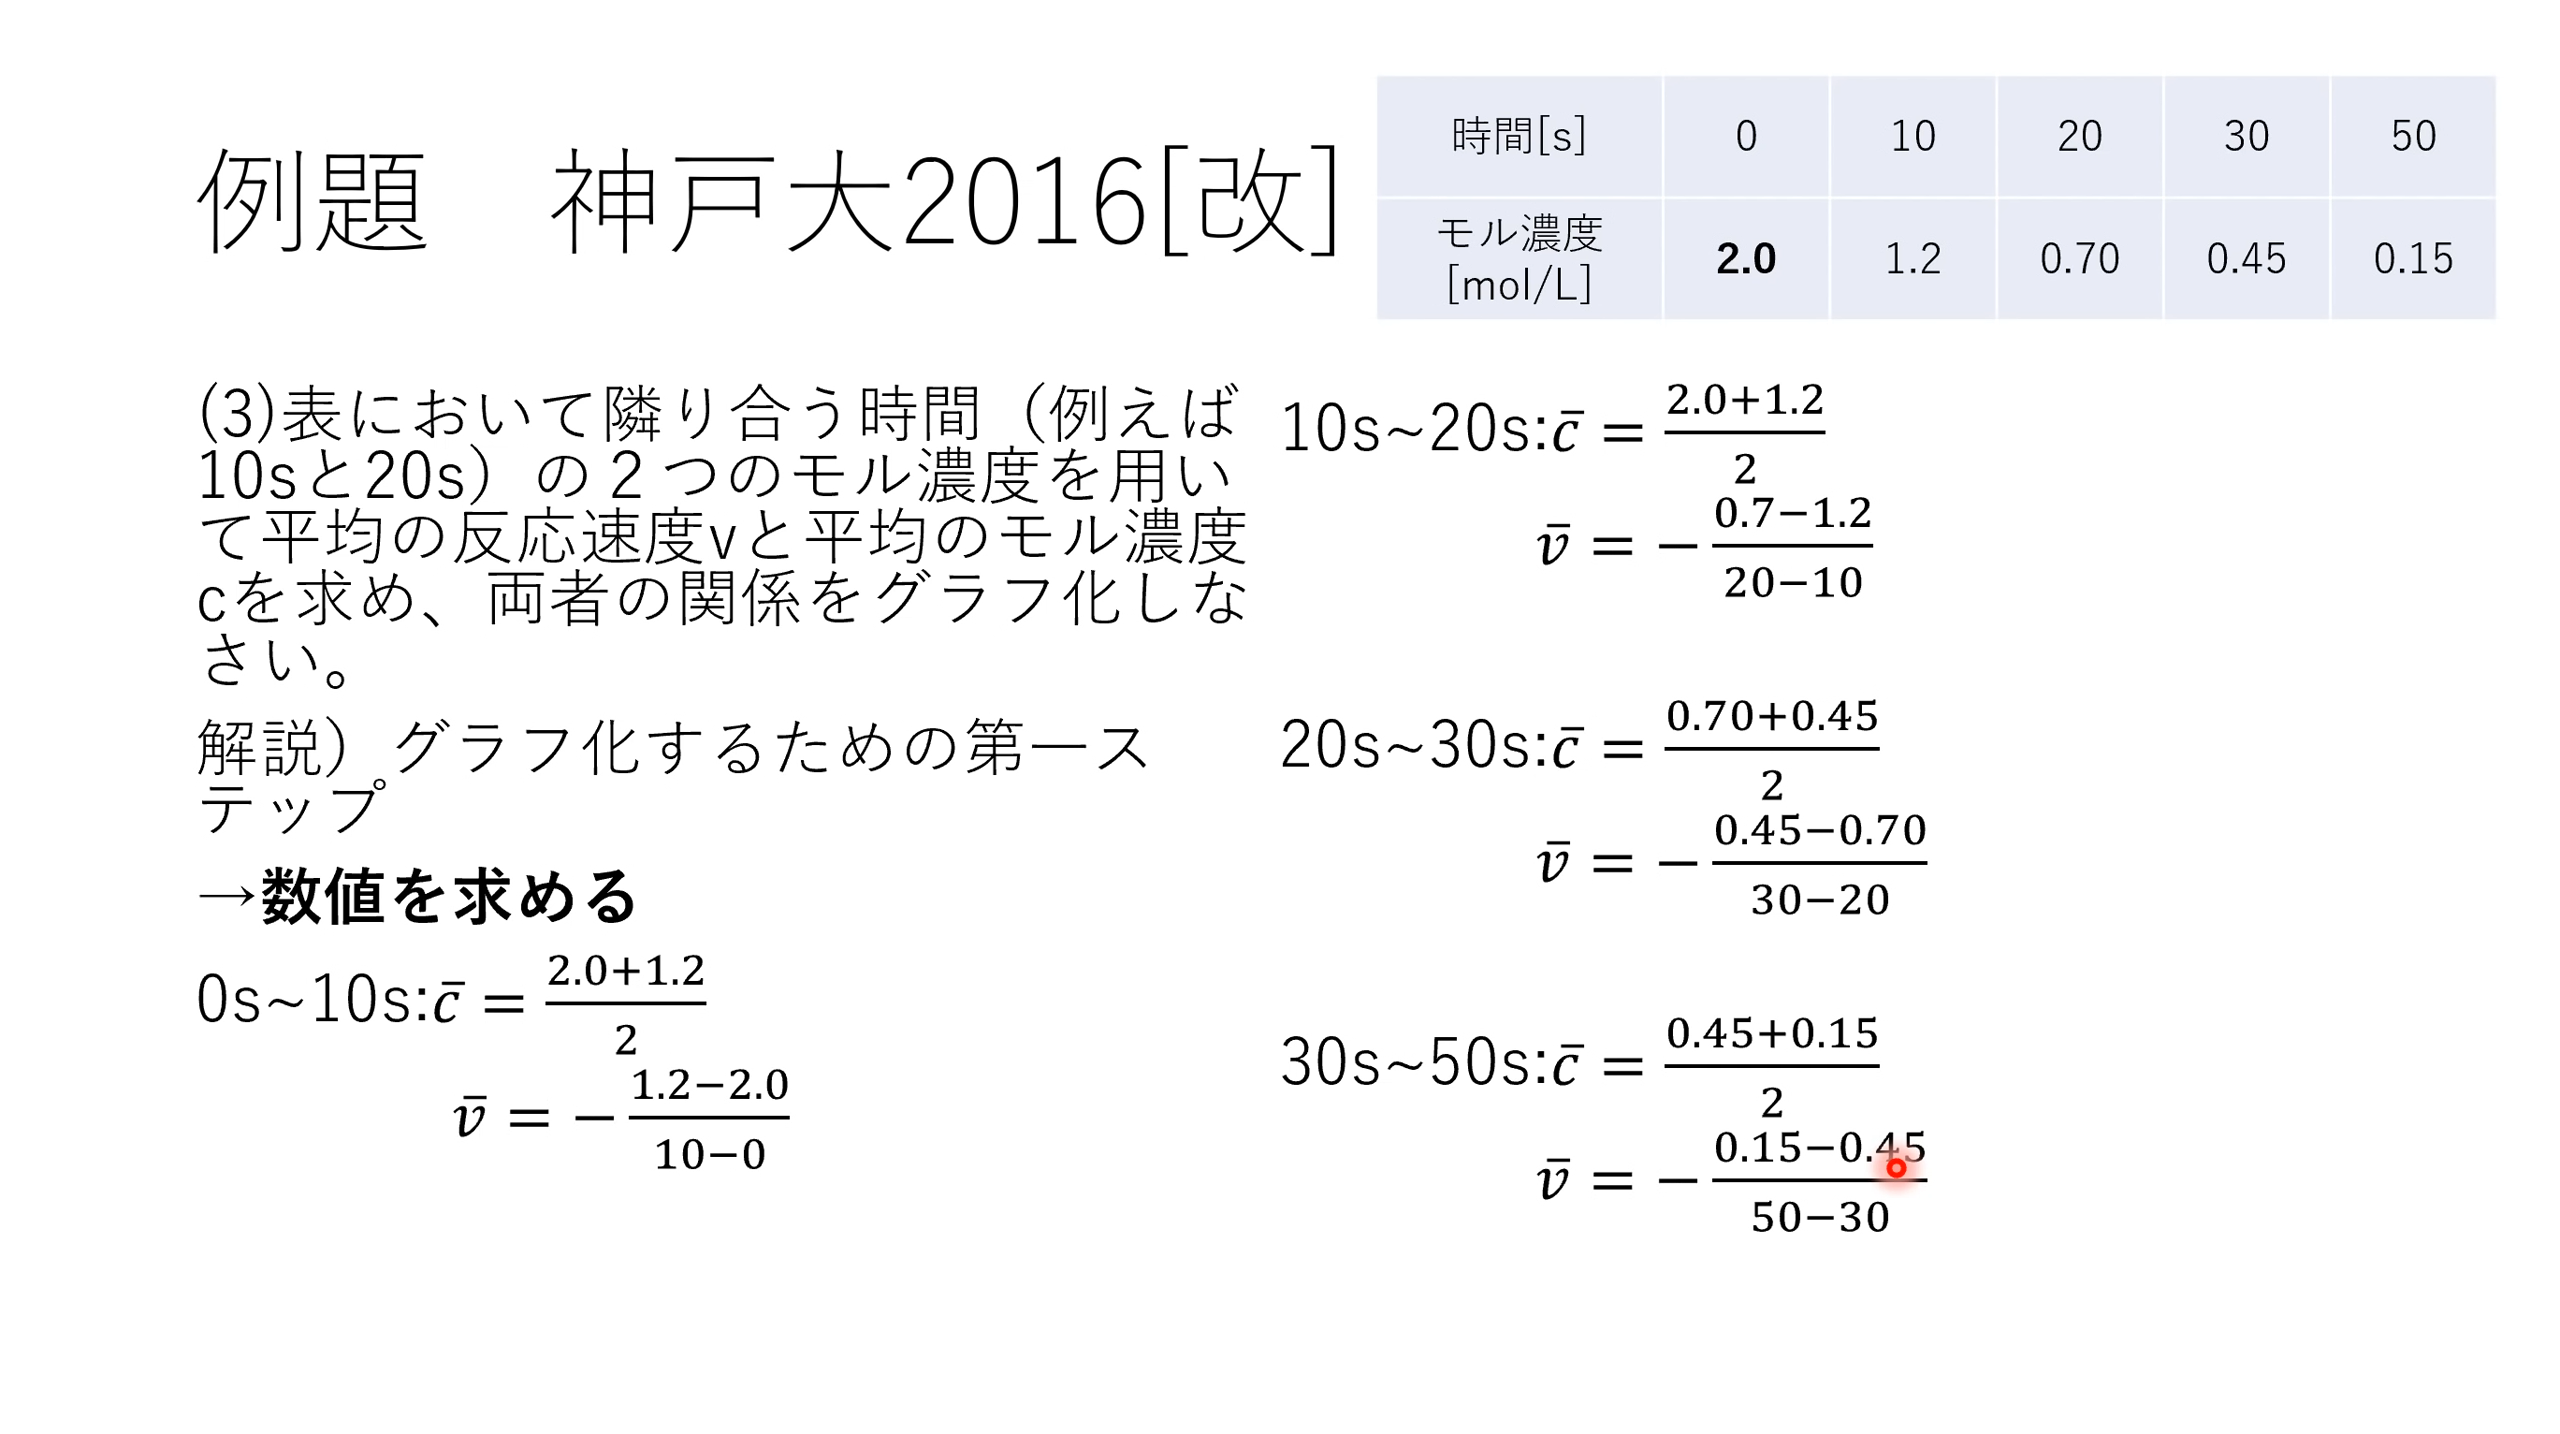 例題　神戸大2016[改]
時間[s] 0 10 20 30 50
モル濃度
[mol/L] 2.0 1.2 0.70 0.45 0.15
(3)表において隣り合う時間（例えば
10sと20s）の２つのモル濃度を用い
て平均の反応速度vと平均のモル濃度
cを求め、両者の関係をグラフ化しな
さい。
解説）グラフ化するための第一ス
テップ
→数値を求める
0s~10s:c̄ = (2.0+1.2)/2
v̄ = −(1.2−2.0)/(10−0)
10s~20s:c̄ = (2.0+1.2)/2
v̄ = −(0.7−1.2)/(20−10)
20s~30s:c̄ = (0.70+0.45)/2
v̄ = −(0.45−0.70)/(30−20)
30s~50s:c̄ = (0.45+0.15)/2
v̄ = −(0.15−0.45)/(50−30)